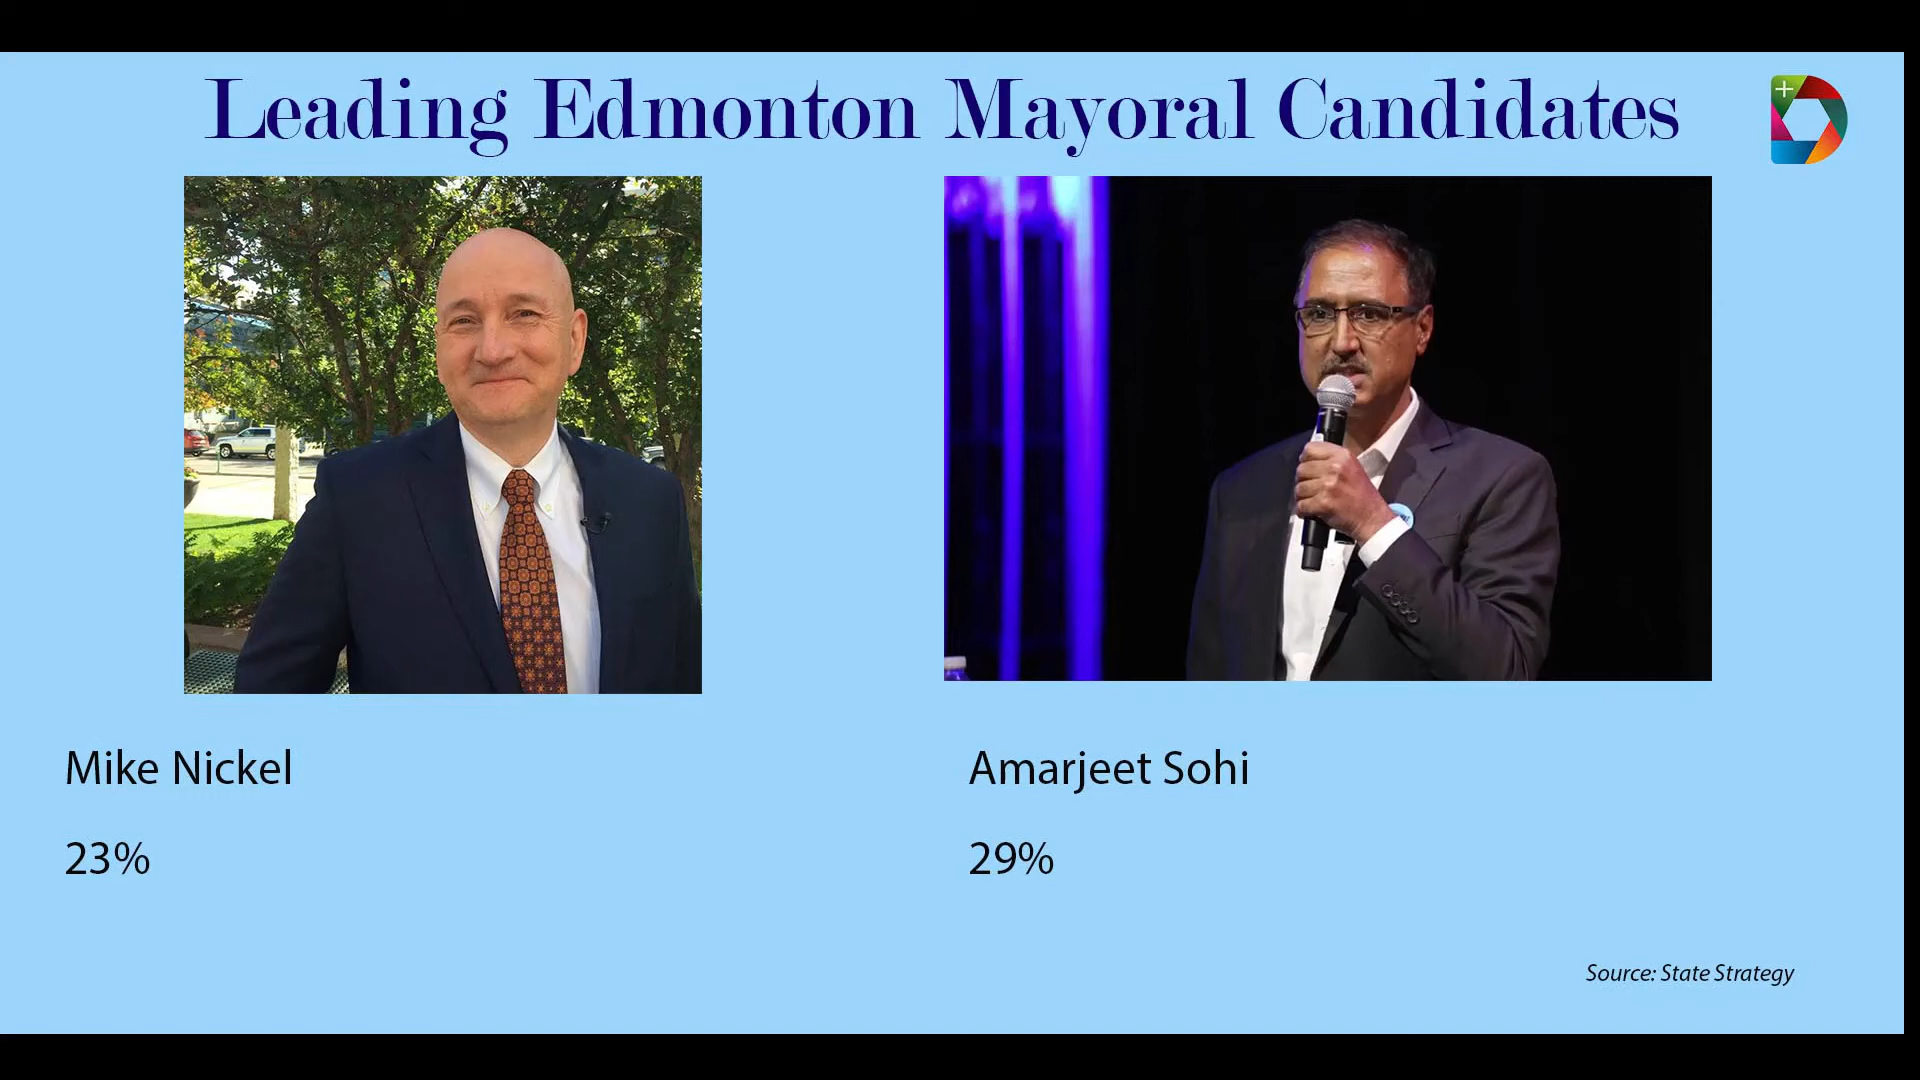 Leading Edmonton Mayoral Candidates
Mike Nickel
Amarjeet Sohi
23%
29%
Source: State Strategy